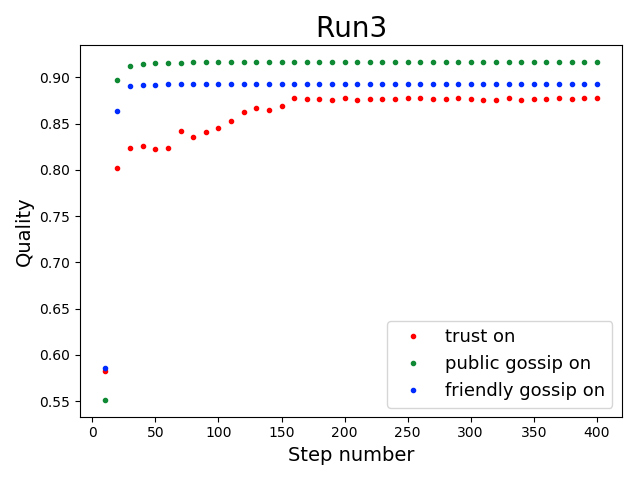 Run3
Quality
0.90
0.85
0.80
0.75
0.70
0.65
0.60
0.55
trust on
public gossip on
friendly gossip on
0 50 100 150 200 250 300 350 400
Step number